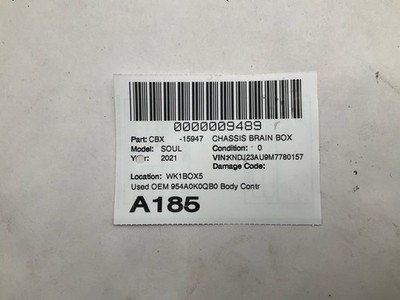 0000009489
Part: CBX -15947 CHASSIS BRAIN BOX
Model: SOUL Condition: 0
Year: 2021 VIN:KNDJ23AU9M7780157
Damage Code:
Location: WK1BOX5
Used OEM 954A0K0QB0 Body Contr
A185